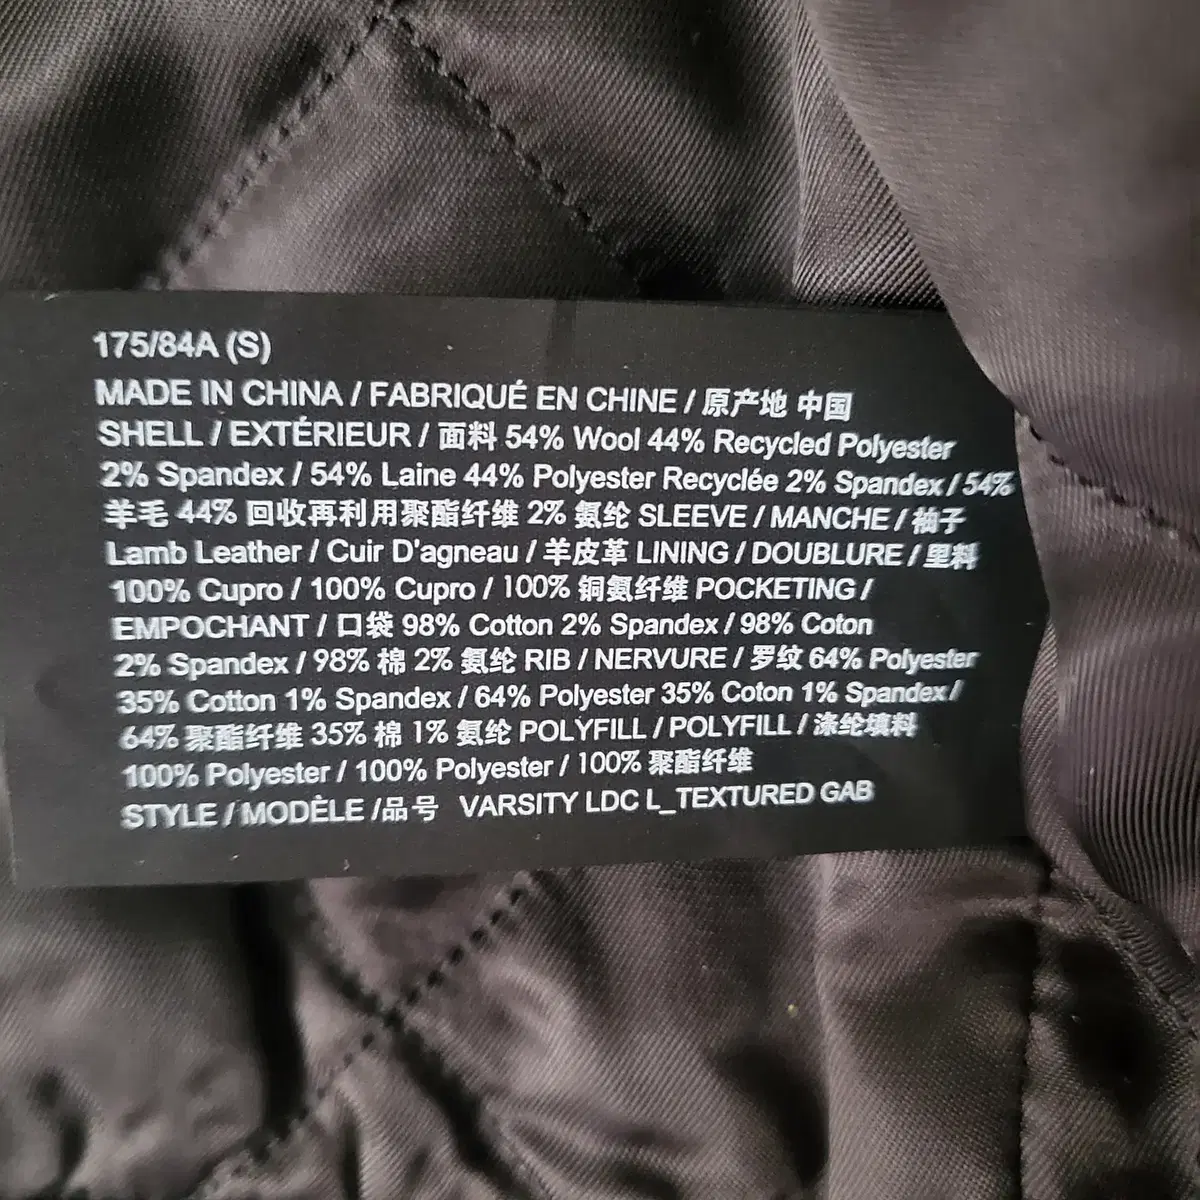 175/84A (S)
MADE IN CHINA / FABRIQUÉ EN CHINE / 原产地 中国
SHELL / EXTÉRIEUR / 面料 54% Wool 44% Recycled Polyester
2% Spandex / 54% Laine 44% Polyester Recyclée 2% Spandex / 54%
羊毛 44% 回收再利用聚酯纤维 2% 氨纶 SLEEVE / MANCHE / 袖子
Lamb Leather / Cuir D'agneau / 羊皮革 LINING / DOUBLURE / 里料
100% Cupro / 100% Cupro / 100% 铜氨纤维 POCKETING /
EMPOCHANT / 口袋 98% Cotton 2% Spandex / 98% Coton
2% Spandex / 98% 棉 2% 氨纶 RIB / NERVURE / 罗纹 64% Polyester
35% Cotton 1% Spandex / 64% Polyester 35% Coton 1% Spandex /
64% 聚酯纤维 35% 棉 1% 氨纶 POLYFILL / POLYFILL / 涤纶填料
100% Polyester / 100% Polyester / 100% 聚酯纤维
STYLE / MODÈLE /品号 VARSITY LDC L_TEXTURED GAB